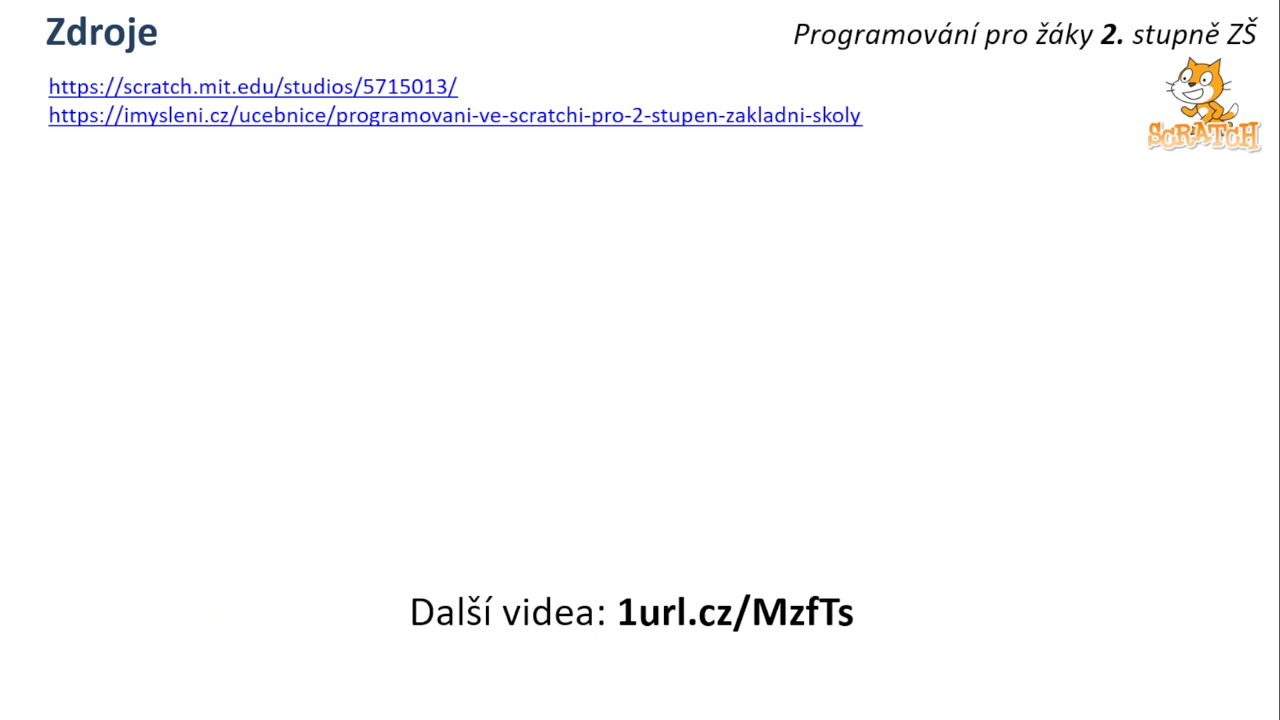 Zdroje
Programování pro žáky 2. stupně ZŠ
https://scratch.mit.edu/studios/5715013/
https://imysleni.cz/ucebnice/programovani-ve-scratchi-pro-2-stupen-zakladni-skoly
SCRATCH
Další videa: 1url.cz/MzfTs